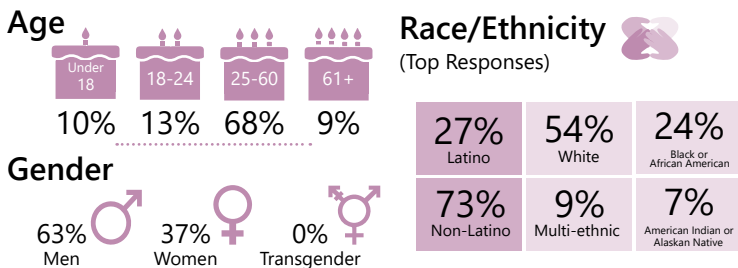 Age
Under
18
18-24
25-60
61+
10%
13%
68%
9%
Gender
63%
Men
37%
Women
0%
Transgender
Race/Ethnicity
(Top Responses)
27%
Latino
54%
White
24%
Black or
African American
73%
Non-Latino
9%
Multi-ethnic
7%
American Indian or
Alaskan Native